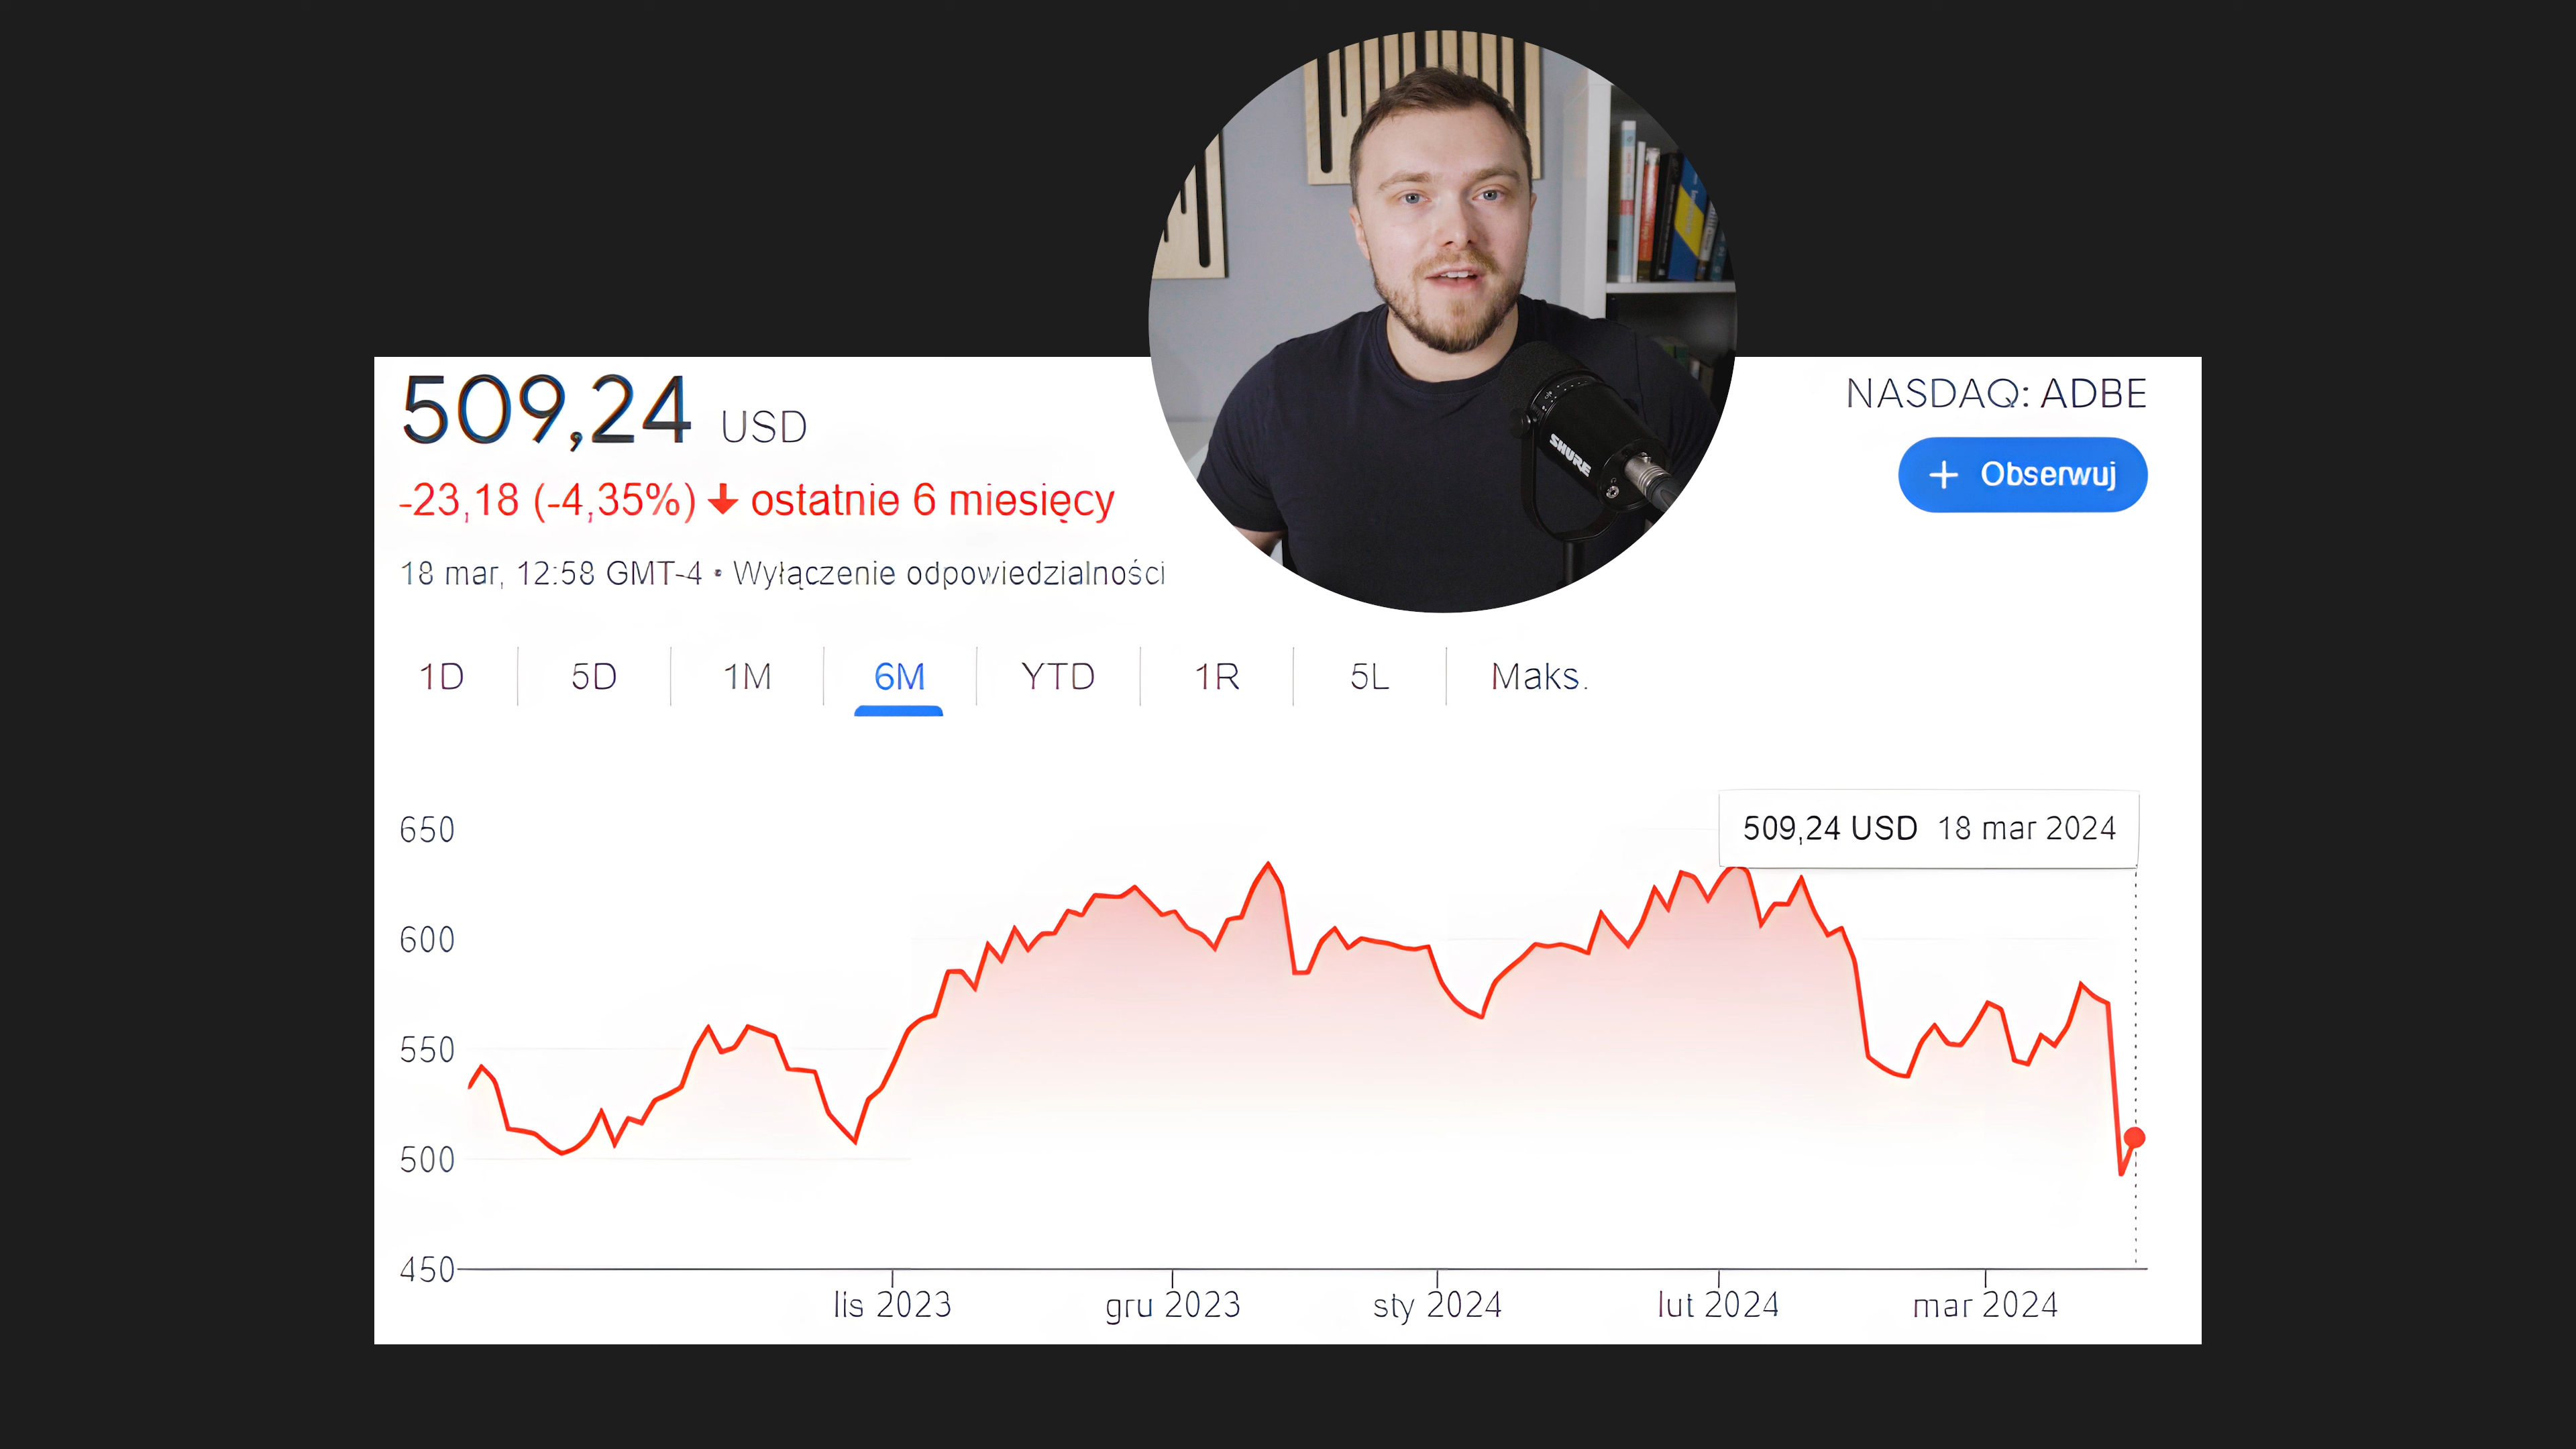 509,24 USD
NASDAQ: ADBE
+ Obserwuj
-23,18 (-4,35%) ↓ ostatnie 6 miesięcy
18 mar, 12:58 GMT-4 • Wyłączenie odpowiedzialności
SHURE
1D 5D 1M 6M YTD 1R 5L Maks.
509,24 USD 18 mar 2024
650
600
550
500
450
lis 2023 gru 2023 sty 2024 lut 2024 mar 2024